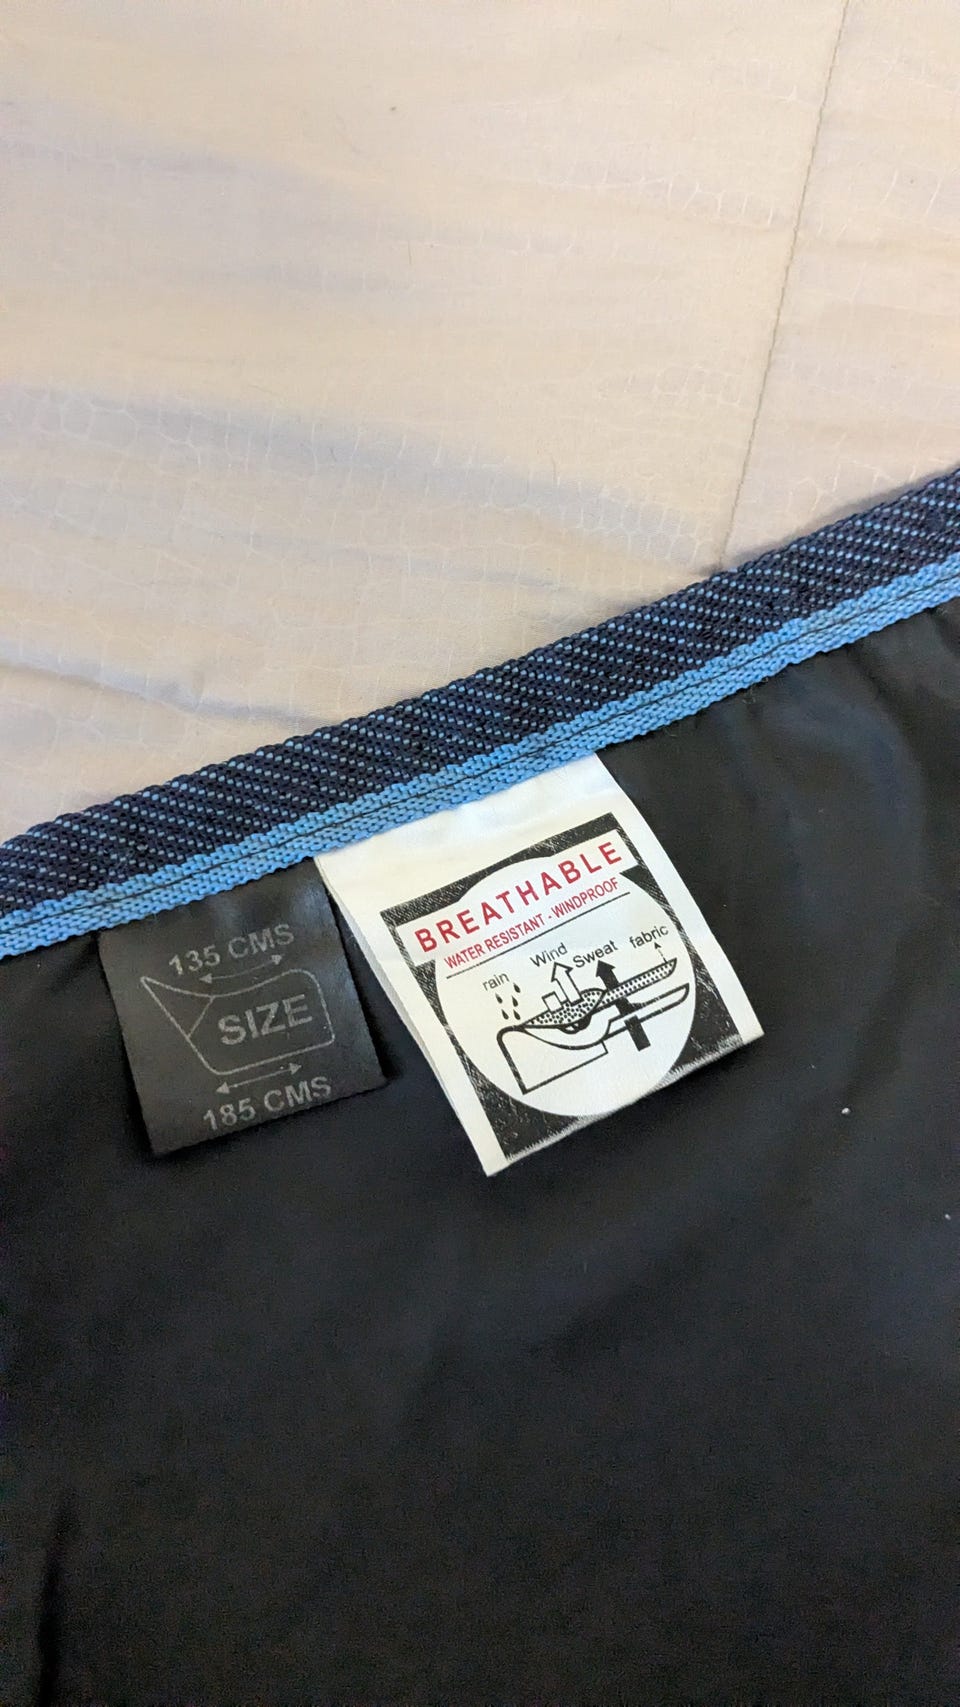 135 CMS
SIZE
185 CMS
BREATHABLE
WATER RESISTANT - WINDPROOF
rain
Wind
Sweat
fabric